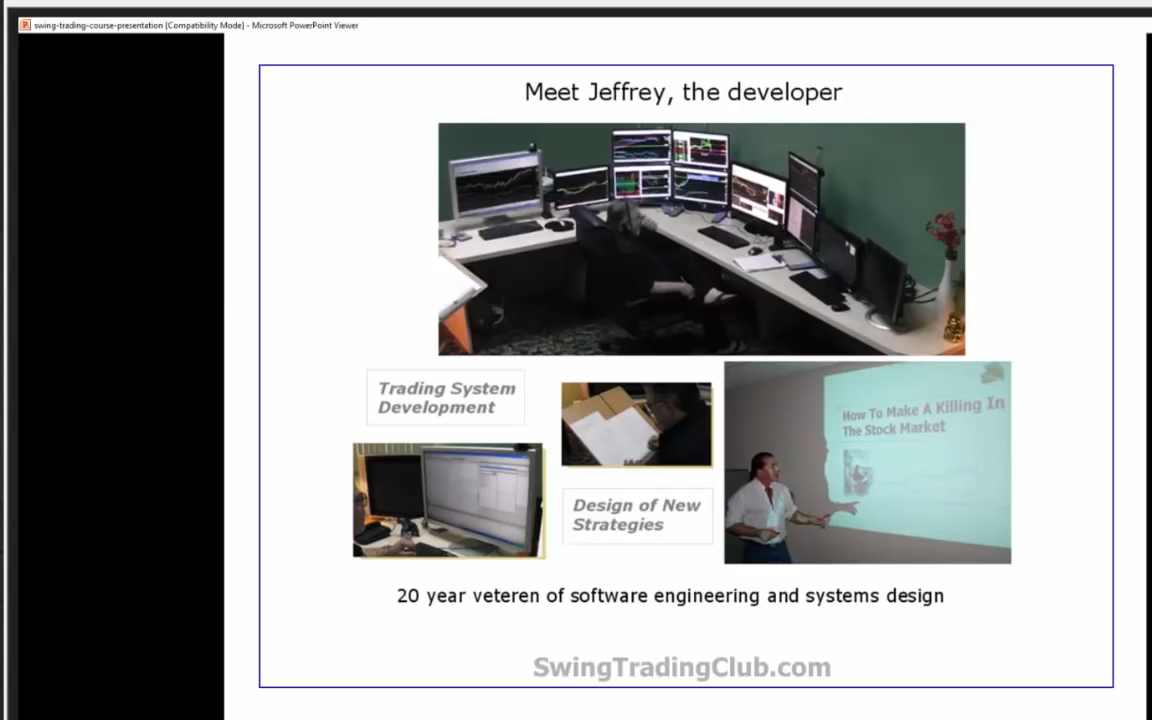 swing-trading-course-presentation [Compatibility Mode] - Microsoft PowerPoint Viewer
Meet Jeffrey, the developer
Trading System
Development
How To Make A Killing In
The Stock Market
Design of New
Strategies
20 year veteren of software engineering and systems design
SwingTradingClub.com